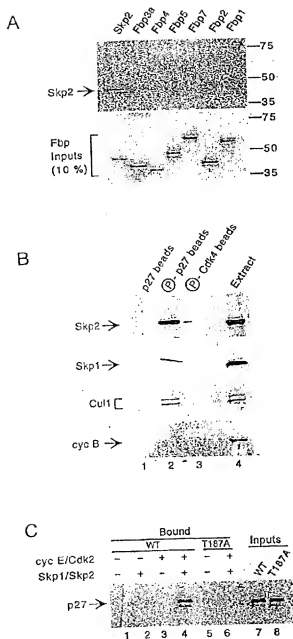 A
Skp2 Fbp3a Fbp4 Fbp5 Fbp7 Fbp2 Fbp1
75
50
Skp2
35
75
Fbp
Inputs
(10 %)
50
35
B
p27 beads
P - p27 beads
P - Cdk4 beads
Extract
Skp2
Skp1
Cul1
cyc B
1 2 3 4
C
Bound
WT T187A Inputs
cyc E/Cdk2 - - + + - +
Skp1/Skp2 - + - + - +
WT T187A
p27
1 2 3 4 5 6 7 8